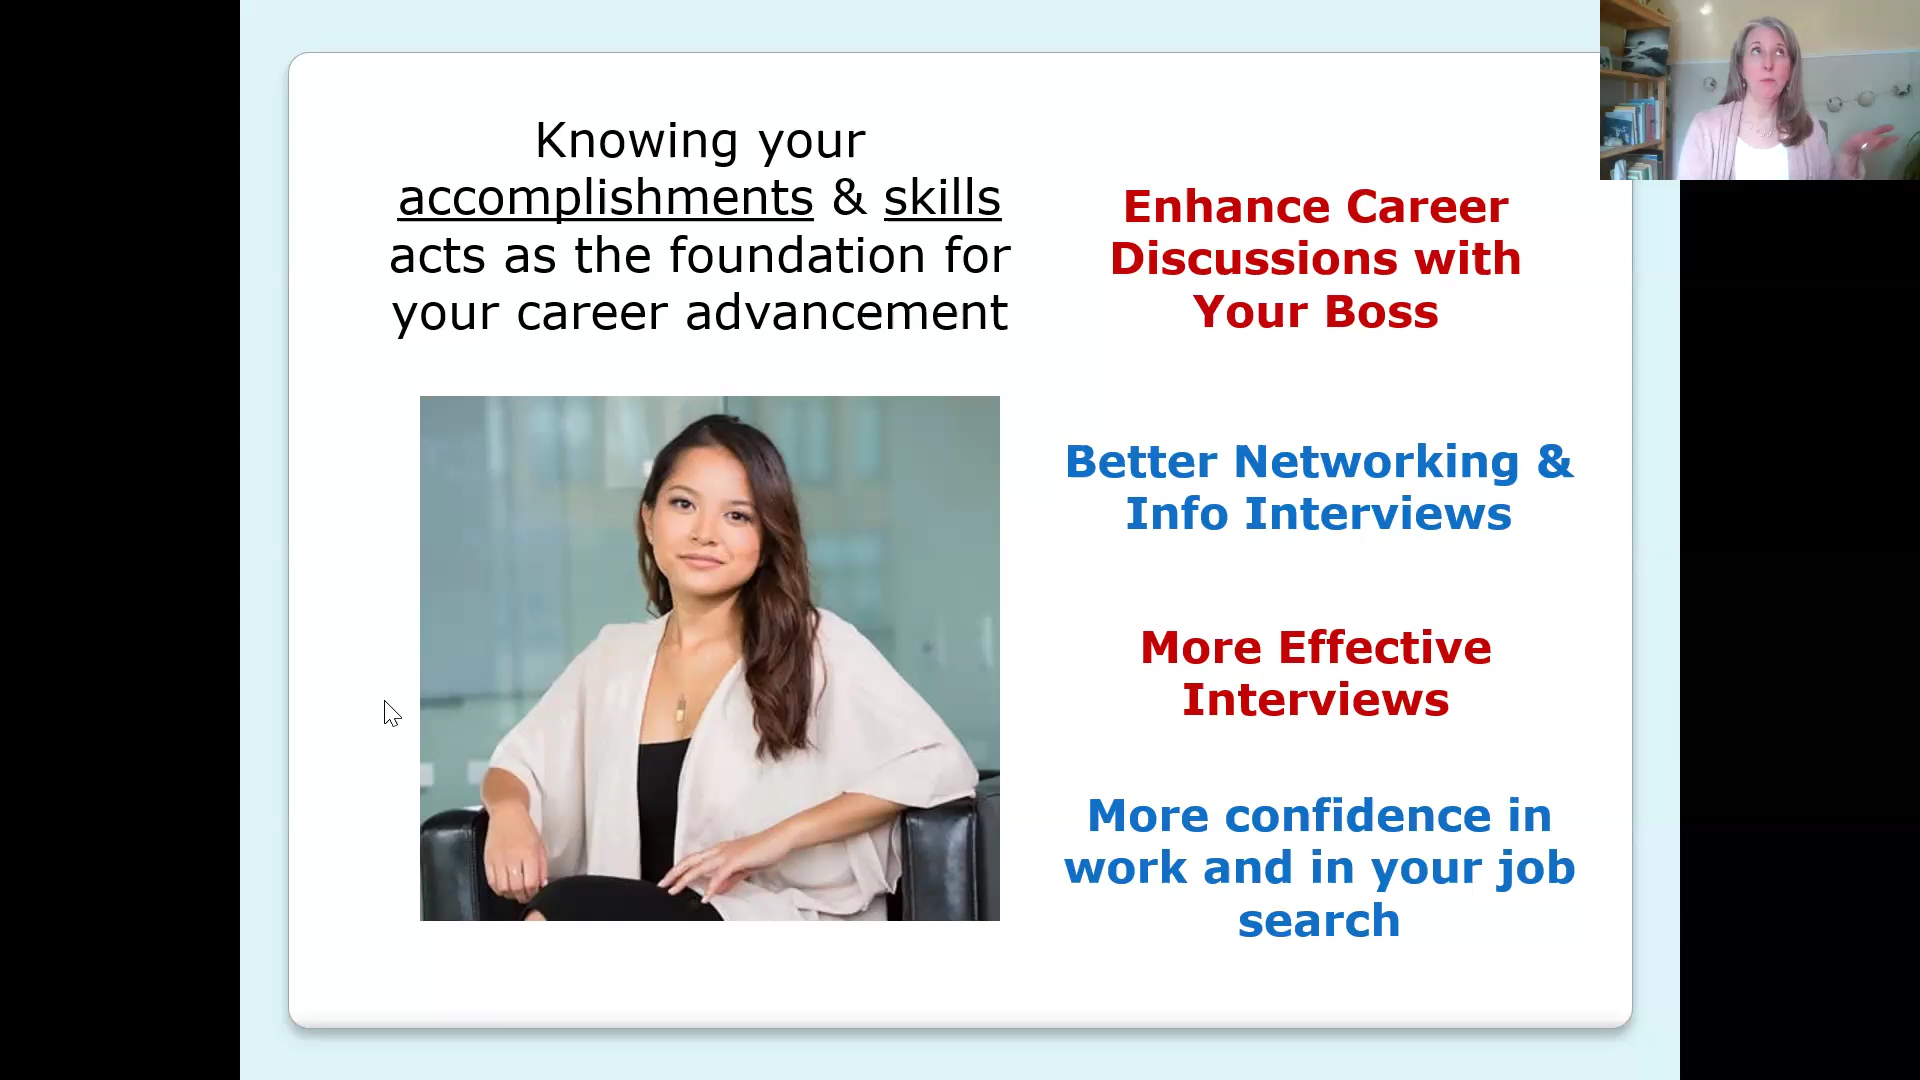 Knowing your
accomplishments & skills
acts as the foundation for
your career advancement
Enhance Career
Discussions with
Your Boss
Better Networking &
Info Interviews
More Effective
Interviews
More confidence in
work and in your job
search